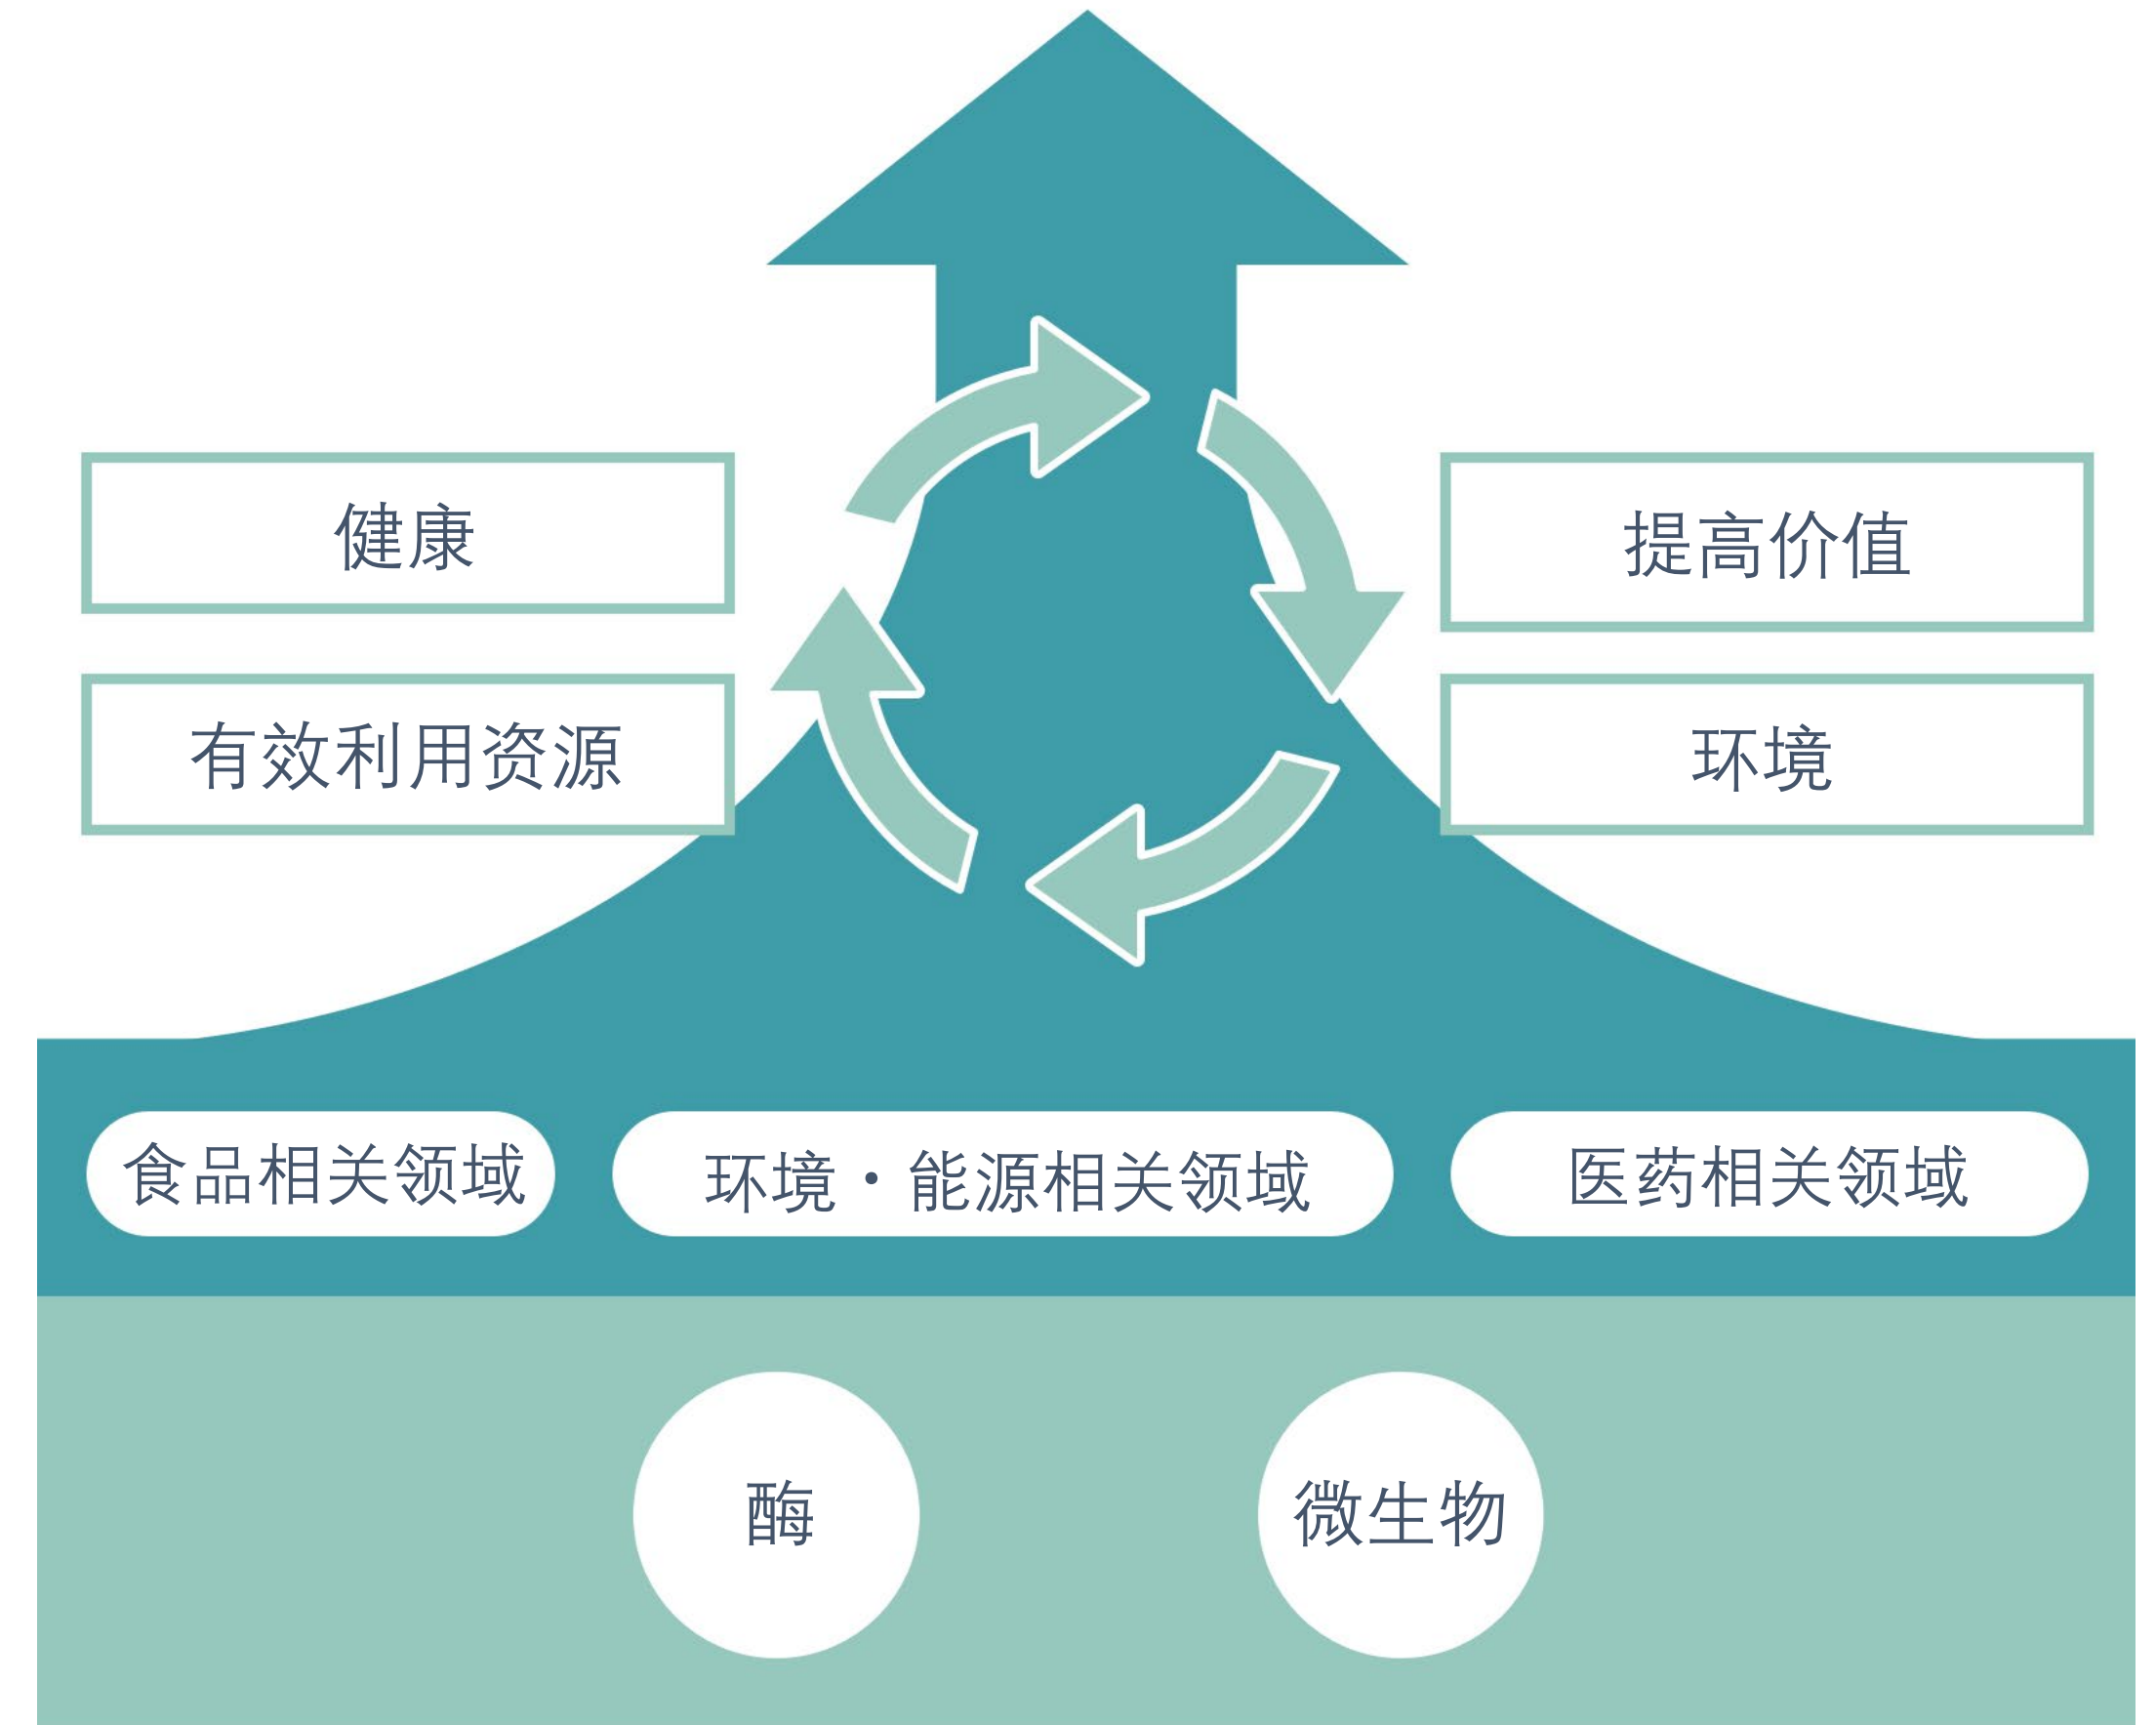 健康
提高价值
有效利用资源
环境
食品相关领域
环境・能源相关领域
医药相关领域
酶
微生物